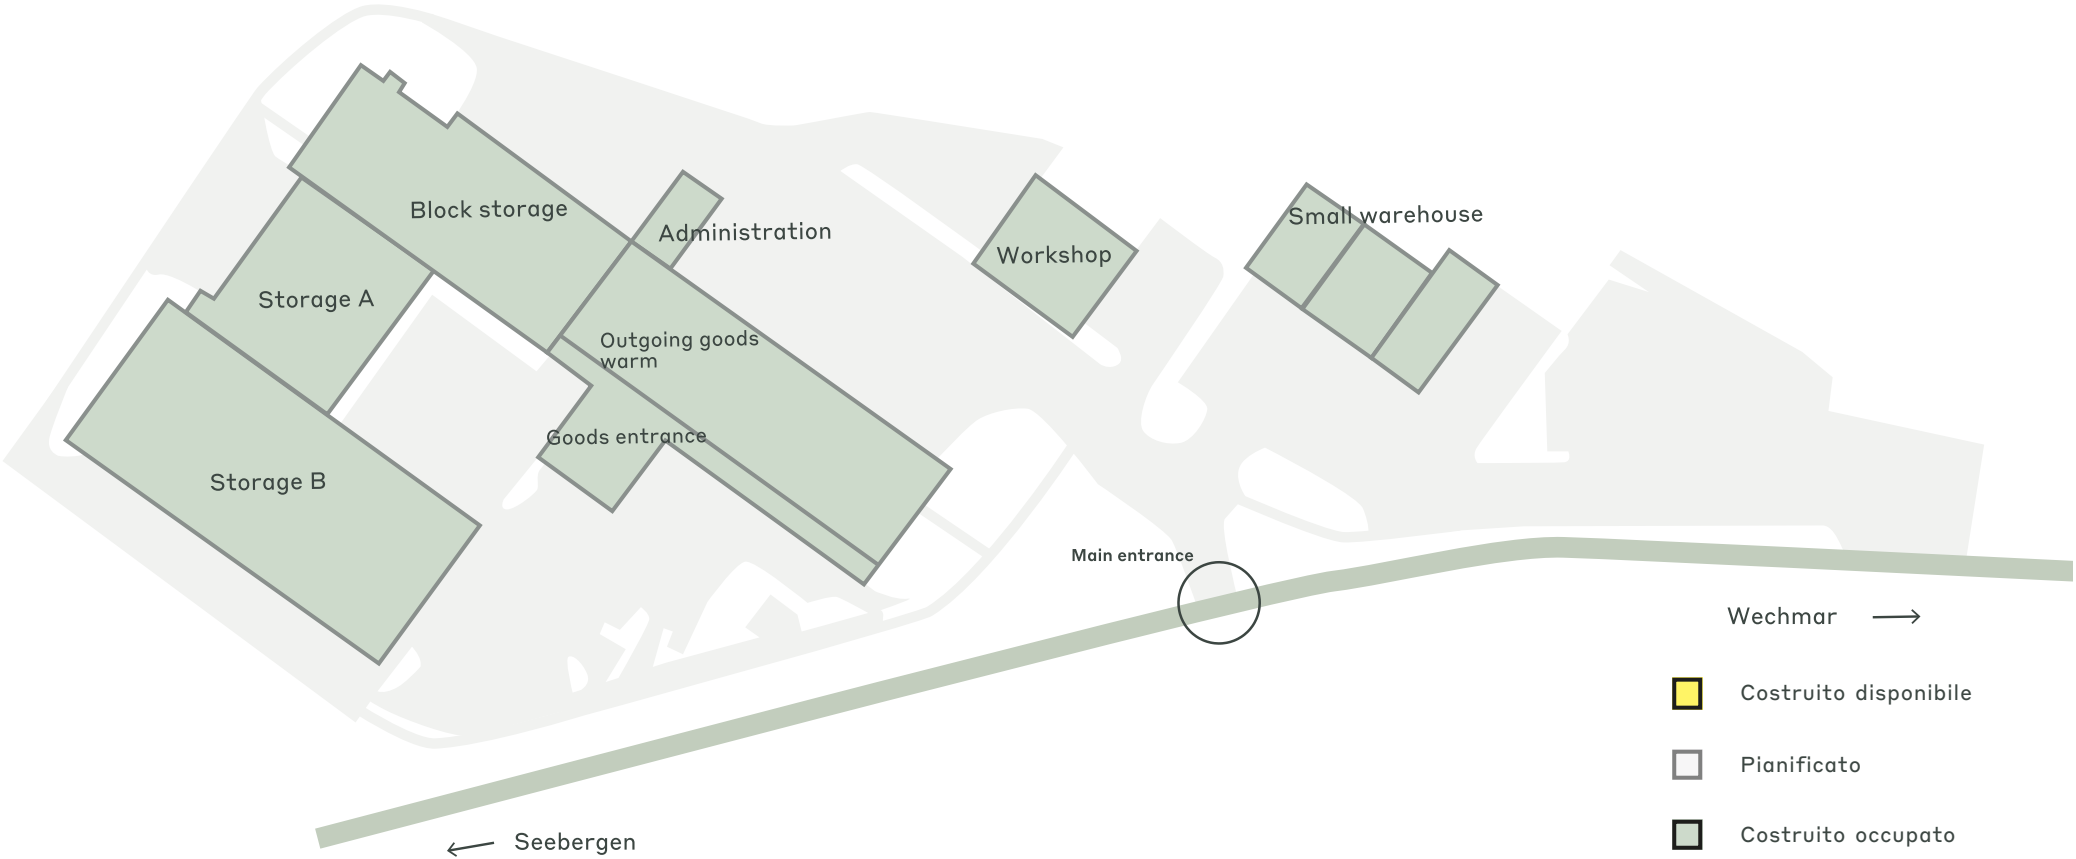 Block storage
Small warehouse
Administration
Workshop
Storage A
Outgoing goods
warm
Goods entrance
Storage B
Main entrance
Wechmar
Costruito disponibile
Pianificato
Costruito occupato
Seebergen